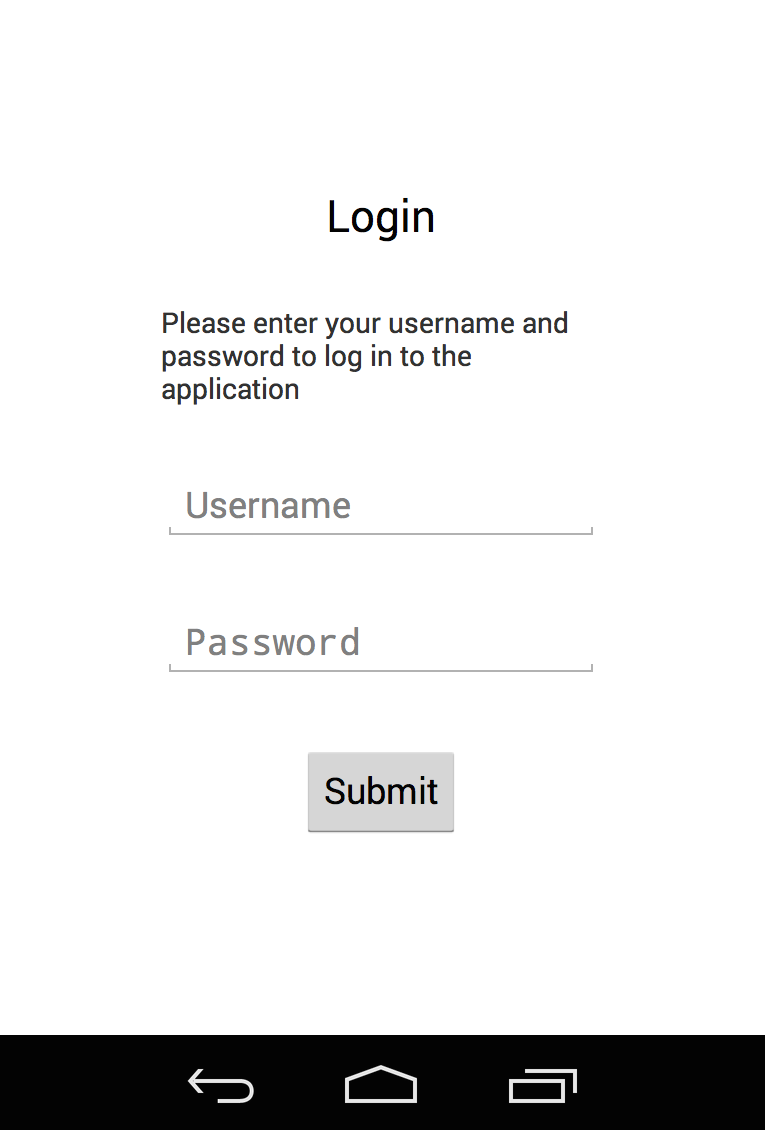 Login
Please enter your username and
password to log in to the
application
Username
Password
Submit